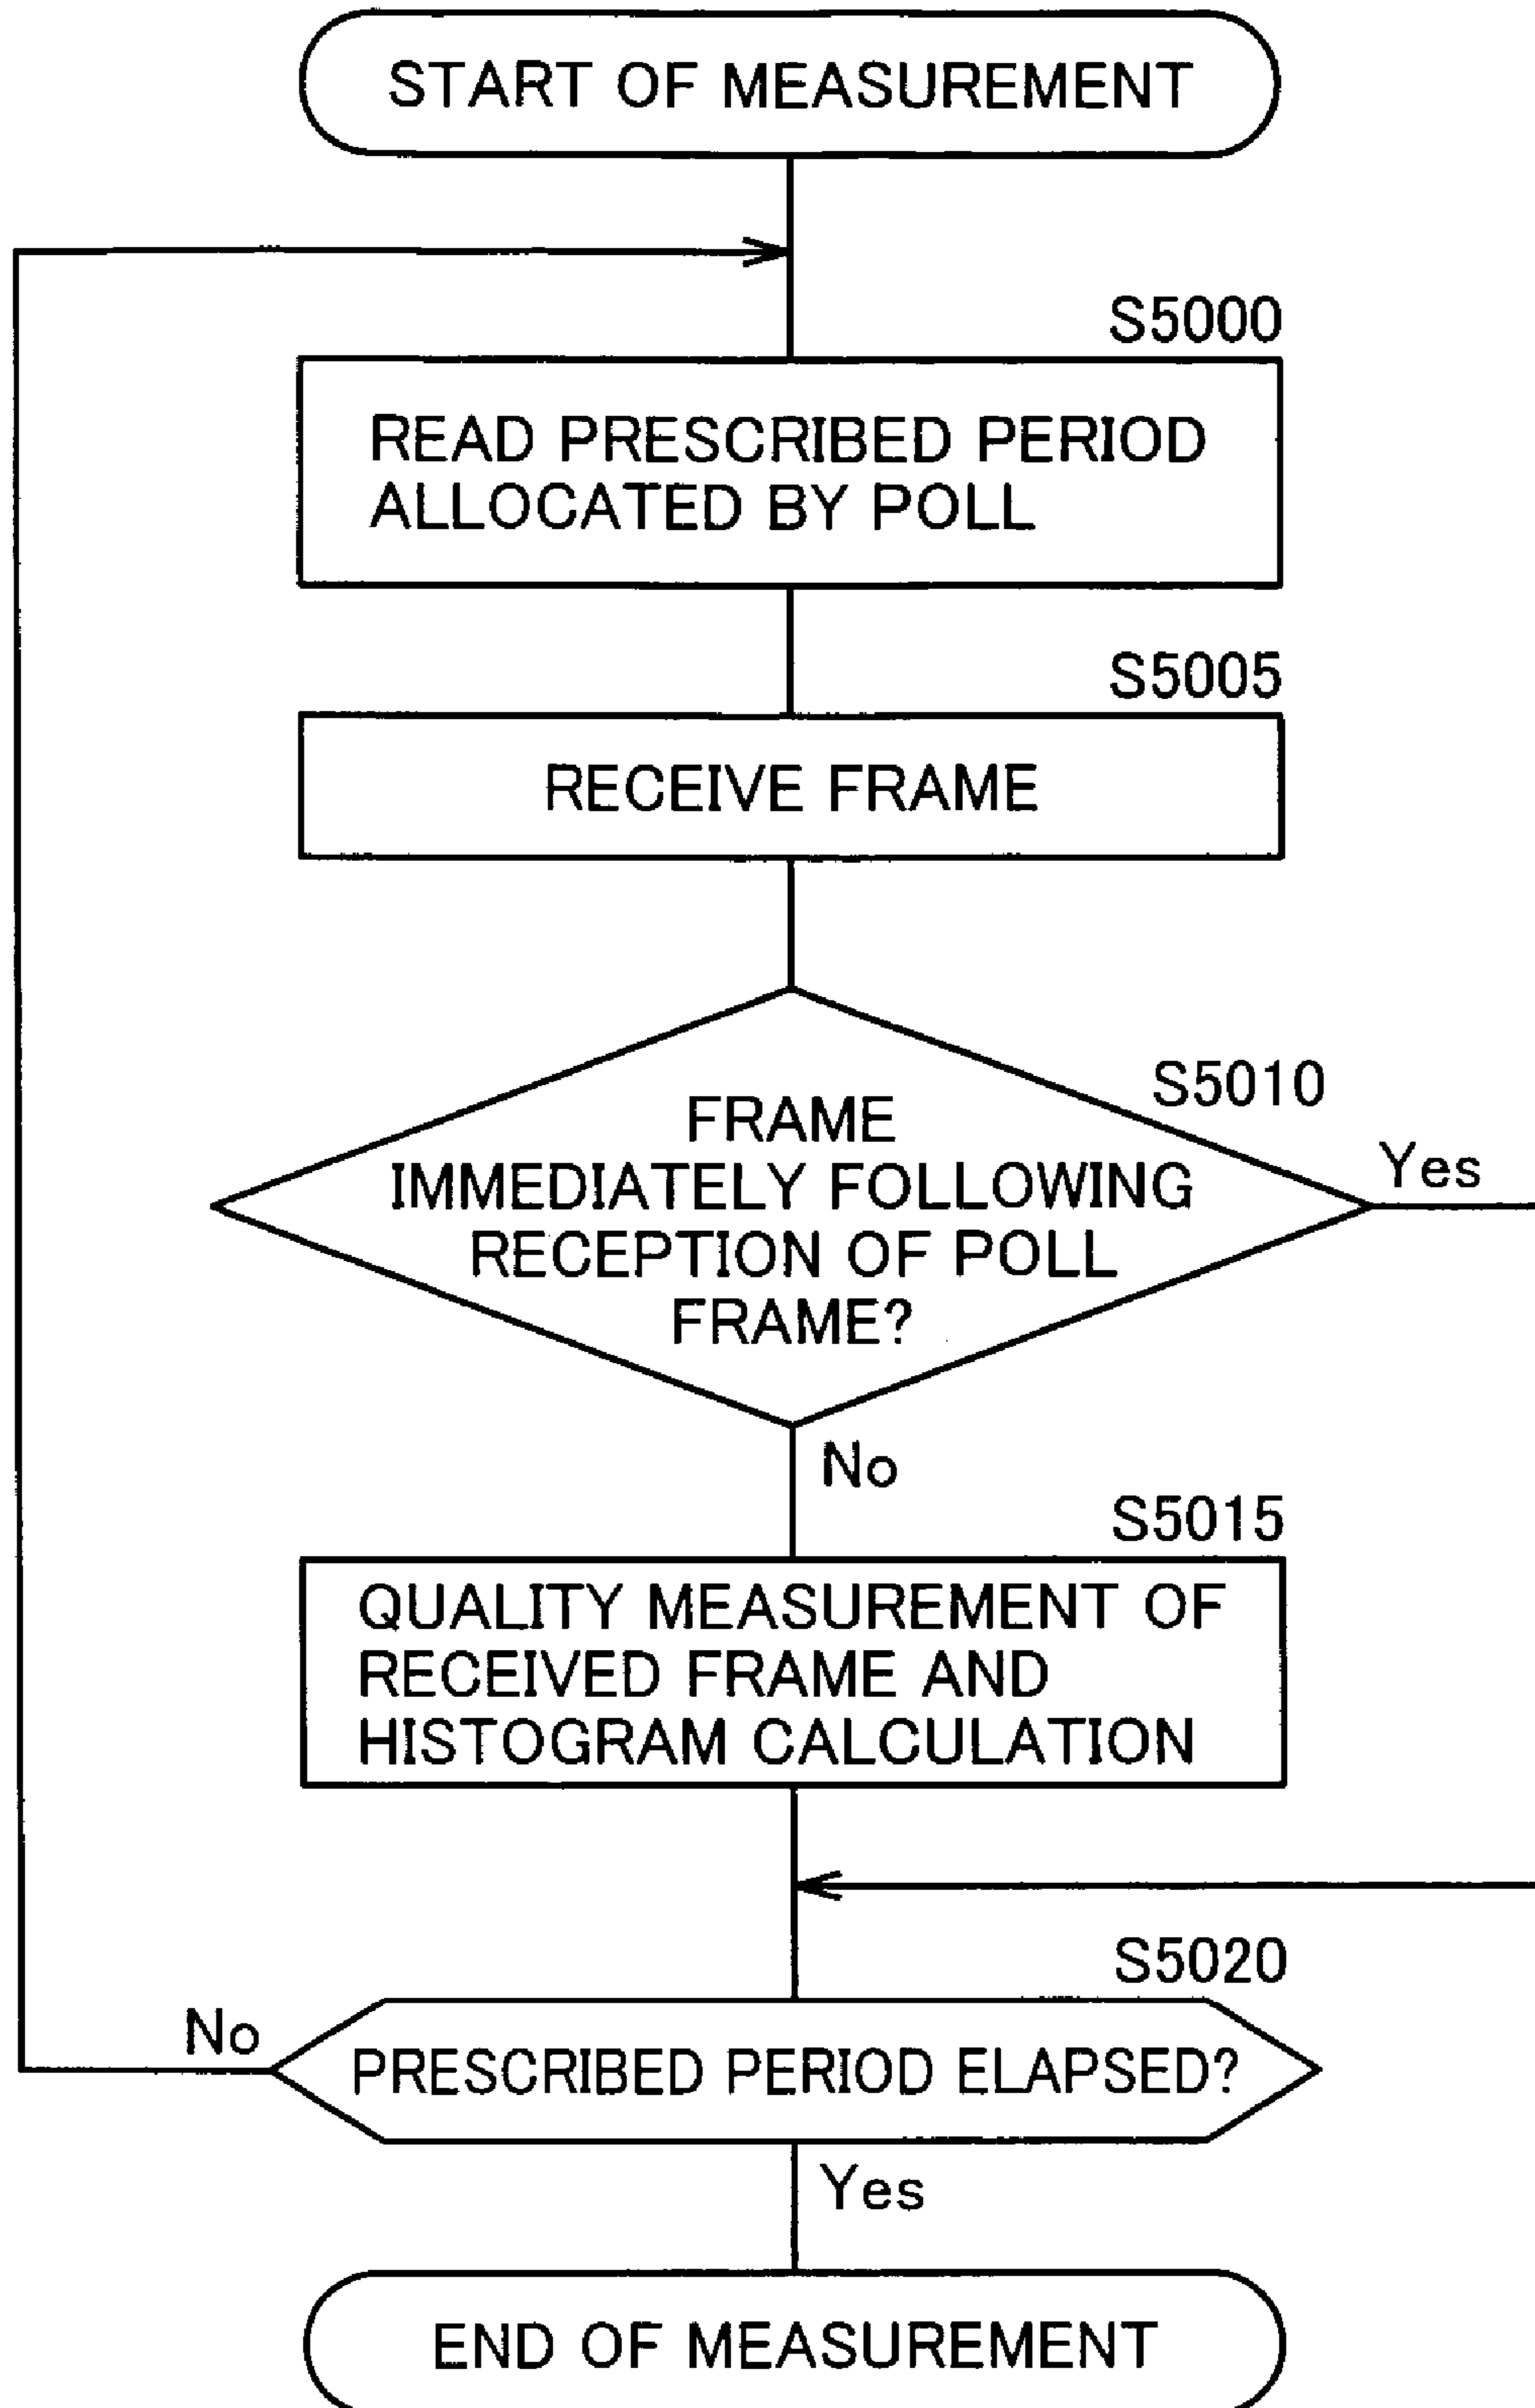 START OF MEASUREMENT
S5000
READ PRESCRIBED PERIOD
ALLOCATED BY POLL
S5005
RECEIVE FRAME
S5010
FRAME
IMMEDIATELY FOLLOWING
RECEPTION OF POLL
FRAME?
Yes
No
S5015
QUALITY MEASUREMENT OF
RECEIVED FRAME AND
HISTOGRAM CALCULATION
S5020
No
PRESCRIBED PERIOD ELAPSED?
Yes
END OF MEASUREMENT